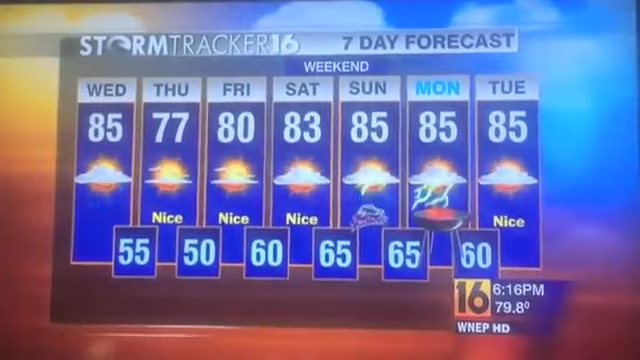 STORMTRACKER16
7 DAY FORECAST
WEEKEND
WED THU FRI SAT SUN MON TUE
85 77 80 83 85 85 85
Nice Nice Nice Nice
55 50 60 65 65 60
16 6:16PM
79.8°
WNEP HD